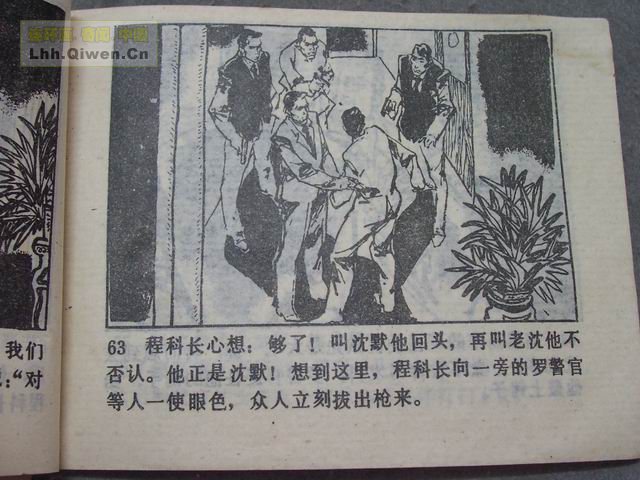 连环画 奇闻 中国
Lhh.Qiwen.Cn
我们
：“对
63 程科长心想：够了！叫沈默他回头，再叫老沈他不
否认。他正是沈默！想到这里，程科长向一旁的罗警官
等人一使眼色，众人立刻拔出枪来。